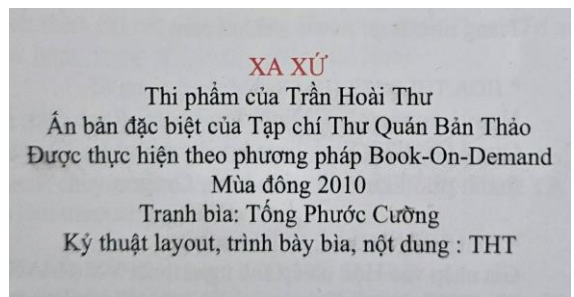 XA XỨ
Thi phẩm của Trần Hoài Thư
Ấn bản đặc biệt của Tạp chí Thư Quán Bản Thảo
Được thực hiện theo phương pháp Book-On-Demand
Mùa đông 2010
Tranh bìa: Tống Phước Cường
Kỷ thuật layout, trình bày bìa, nột dung : THT